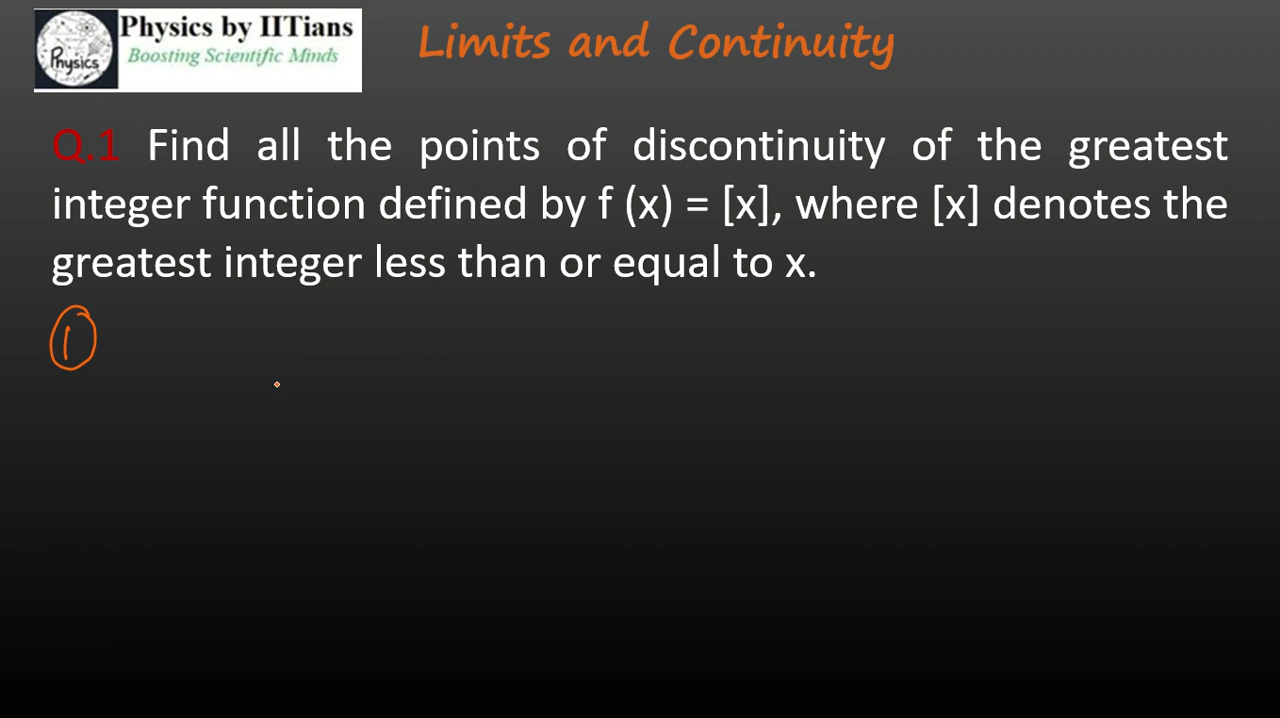 Physics by IITians
Boosting Scientific Minds
Physics
Limits and Continuity
Q.1 Find all the points of discontinuity of the greatest
integer function defined by f (x) = [x], where [x] denotes the
greatest integer less than or equal to x.
1